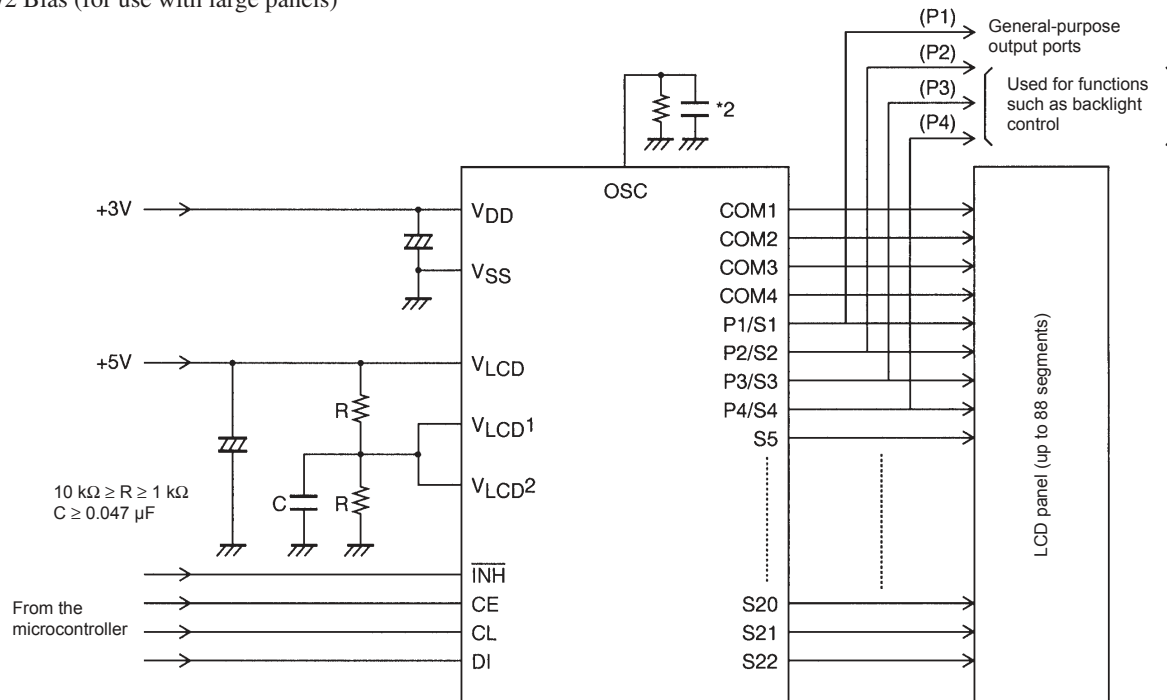 /2 Bias (for use with large panels)
(P1)
General-purpose
output ports
(P2)
(P3)
Used for functions
such as backlight
control
(P4)
*2
OSC
+3V
VDD
VSS
+5V
VLCD
R
VLCD1
VLCD2
C
R
10 kΩ ≥ R ≥ 1 kΩ
C ≥ 0.047 μF
INH
From the
microcontroller
CE
CL
DI
COM1
COM2
COM3
COM4
P1/S1
P2/S2
P3/S3
P4/S4
S5
S20
S21
S22
LCD panel (up to 88 segments)